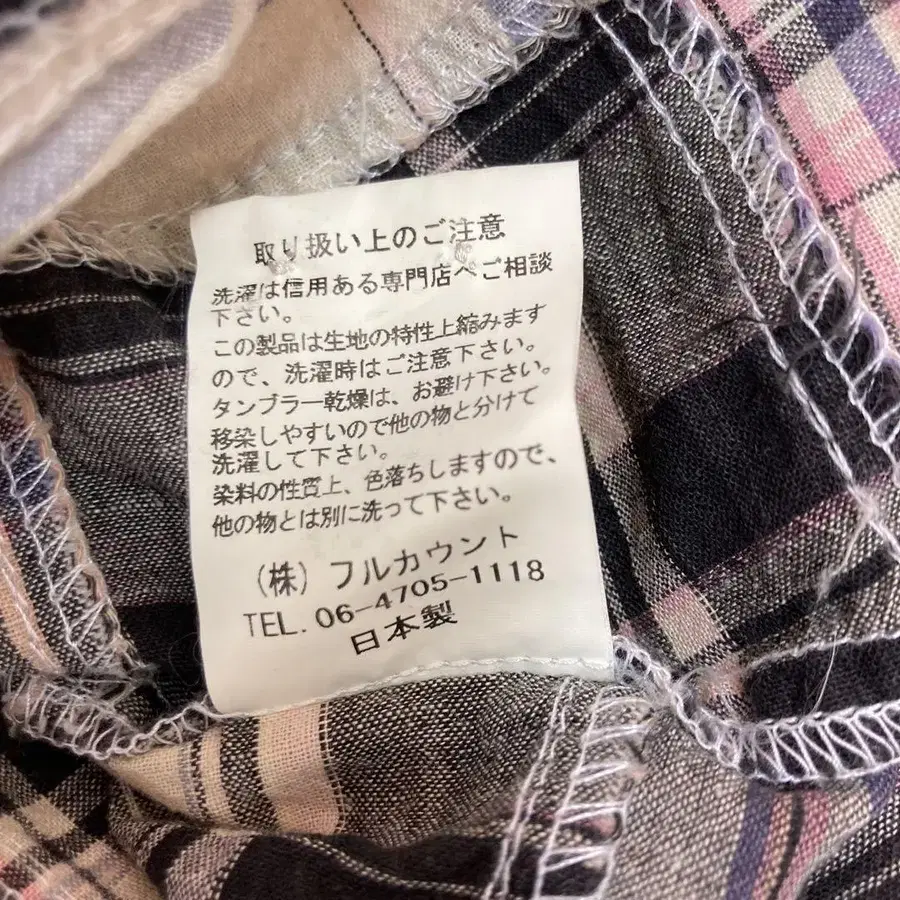 取り扱い上のご注意
洗濯は信用ある専門店へご相談
下さい。
この製品は生地の特性上縮みます
ので、洗濯時はご注意下さい。
タンブラー乾燥は、お避け下さい。
移染しやすいので他の物と分けて
洗濯して下さい。
染料の性質上、色落ちしますので、
他の物とは別に洗って下さい。
（株）フルカウント
TEL. 06-4705-1118
日本製